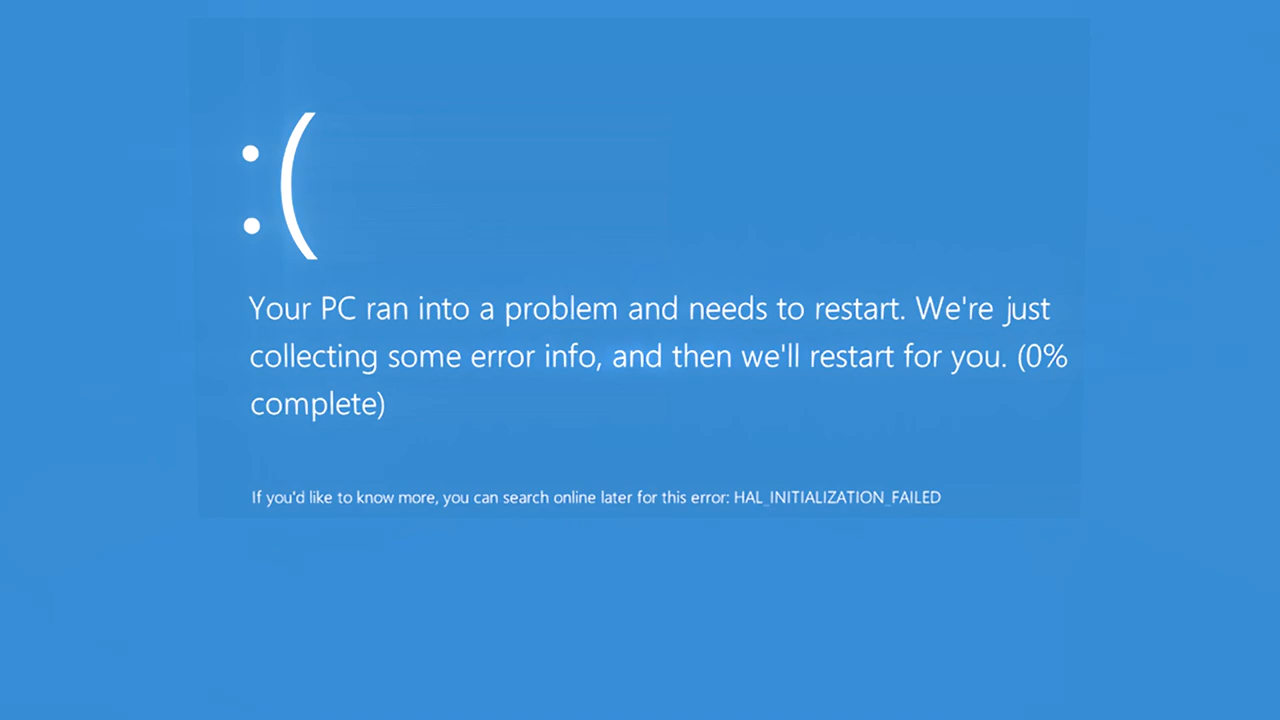 :(
Your PC ran into a problem and needs to restart. We're just
collecting some error info, and then we'll restart for you. (0%
complete)
If you'd like to know more, you can search online later for this error: HAL_INITIALIZATION_FAILED